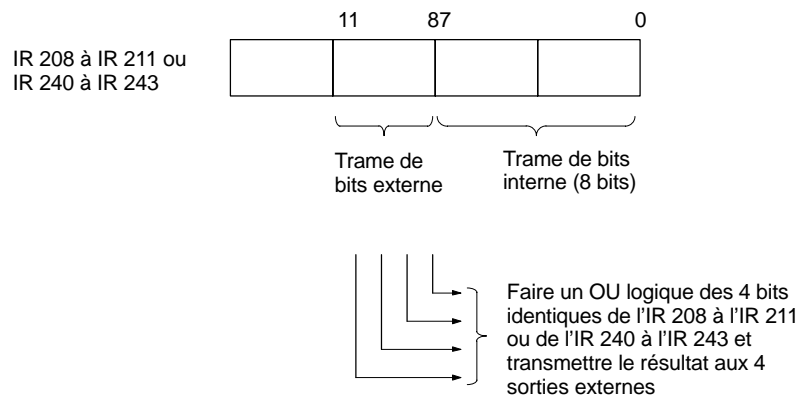 11 87 0
IR 208 à IR 211 ou
IR 240 à IR 243
Trame de
bits externe
Trame de bits
interne (8 bits)
Faire un OU logique des 4 bits
identiques de l'IR 208 à l'IR 211
ou de l'IR 240 à l'IR 243 et
transmettre le résultat aux 4
sorties externes